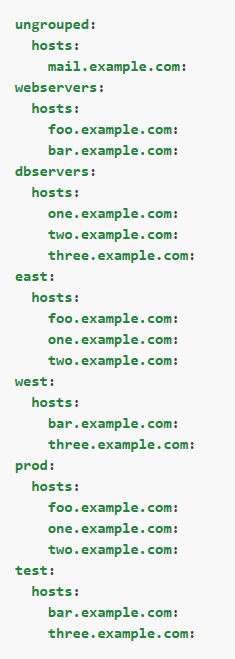 ungrouped:
  hosts:
    mail.example.com:
webservers:
  hosts:
    foo.example.com:
    bar.example.com:
dbservers:
  hosts:
    one.example.com:
    two.example.com:
    three.example.com:
east:
  hosts:
    foo.example.com:
    one.example.com:
    two.example.com:
west:
  hosts:
    bar.example.com:
    three.example.com:
prod:
  hosts:
    foo.example.com:
    one.example.com:
    two.example.com:
test:
  hosts:
    bar.example.com:
    three.example.com: